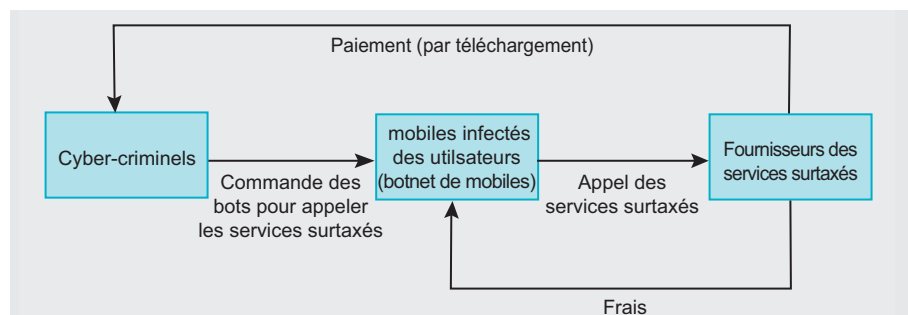 Paiement (par téléchargement)
Cyber-criminels
Commande des
bots pour appeler
les services surtaxés
mobiles infectés
des utilsateurs
(botnet de mobiles)
Appel des
services surtaxés
Fournisseurs des
services surtaxés
Frais